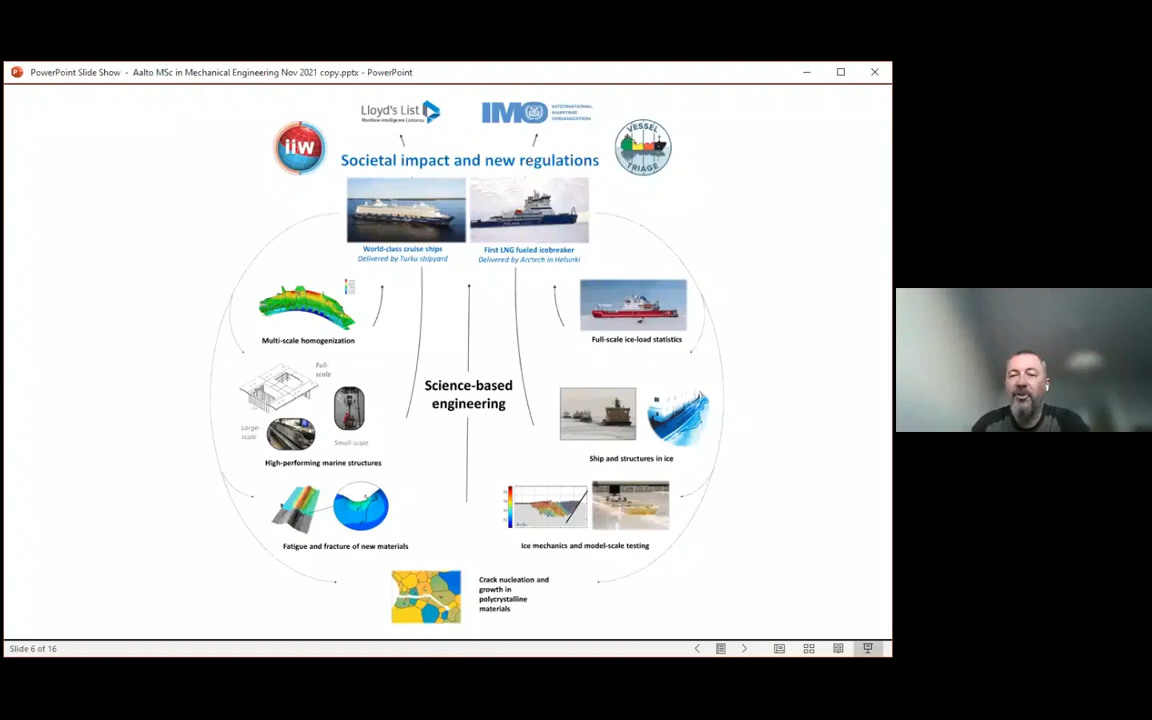 PowerPoint Slide Show - Aalto MSc in Mechanical Engineering Nov 2021 copy.pptx - PowerPoint
Lloyd's List
Maritime intelligence | informa
IMO
INTERNATIONAL
MARITIME
ORGANIZATION
iiw
VESSEL
TRIAGE
Societal impact and new regulations
World-class cruise ships
Delivered by Turku shipyard
First LNG fueled icebreaker
Delivered by Arctech in Helsinki
Multi-scale homogenization
Full-scale ice-load statistics
Full-
scale
Large-
scale
Small-scale
Science-based
engineering
High-performing marine structures
Ship and structures in ice
Fatigue and fracture of new materials
Ice mechanics and model-scale testing
Crack nucleation and
growth in
polycrystalline
materials
Slide 6 of 16